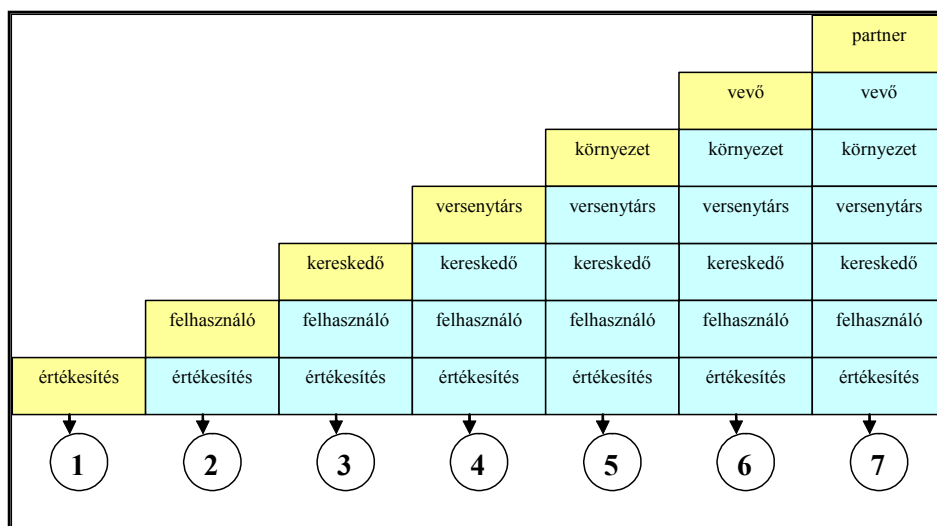 partner
vevő vevő
környezet környezet környezet
versenytárs versenytárs versenytárs versenytárs
kereskedő kereskedő kereskedő kereskedő kereskedő
felhasználó felhasználó felhasználó felhasználó felhasználó felhasználó
értékesítés értékesítés értékesítés értékesítés értékesítés értékesítés értékesítés
1 2 3 4 5 6 7